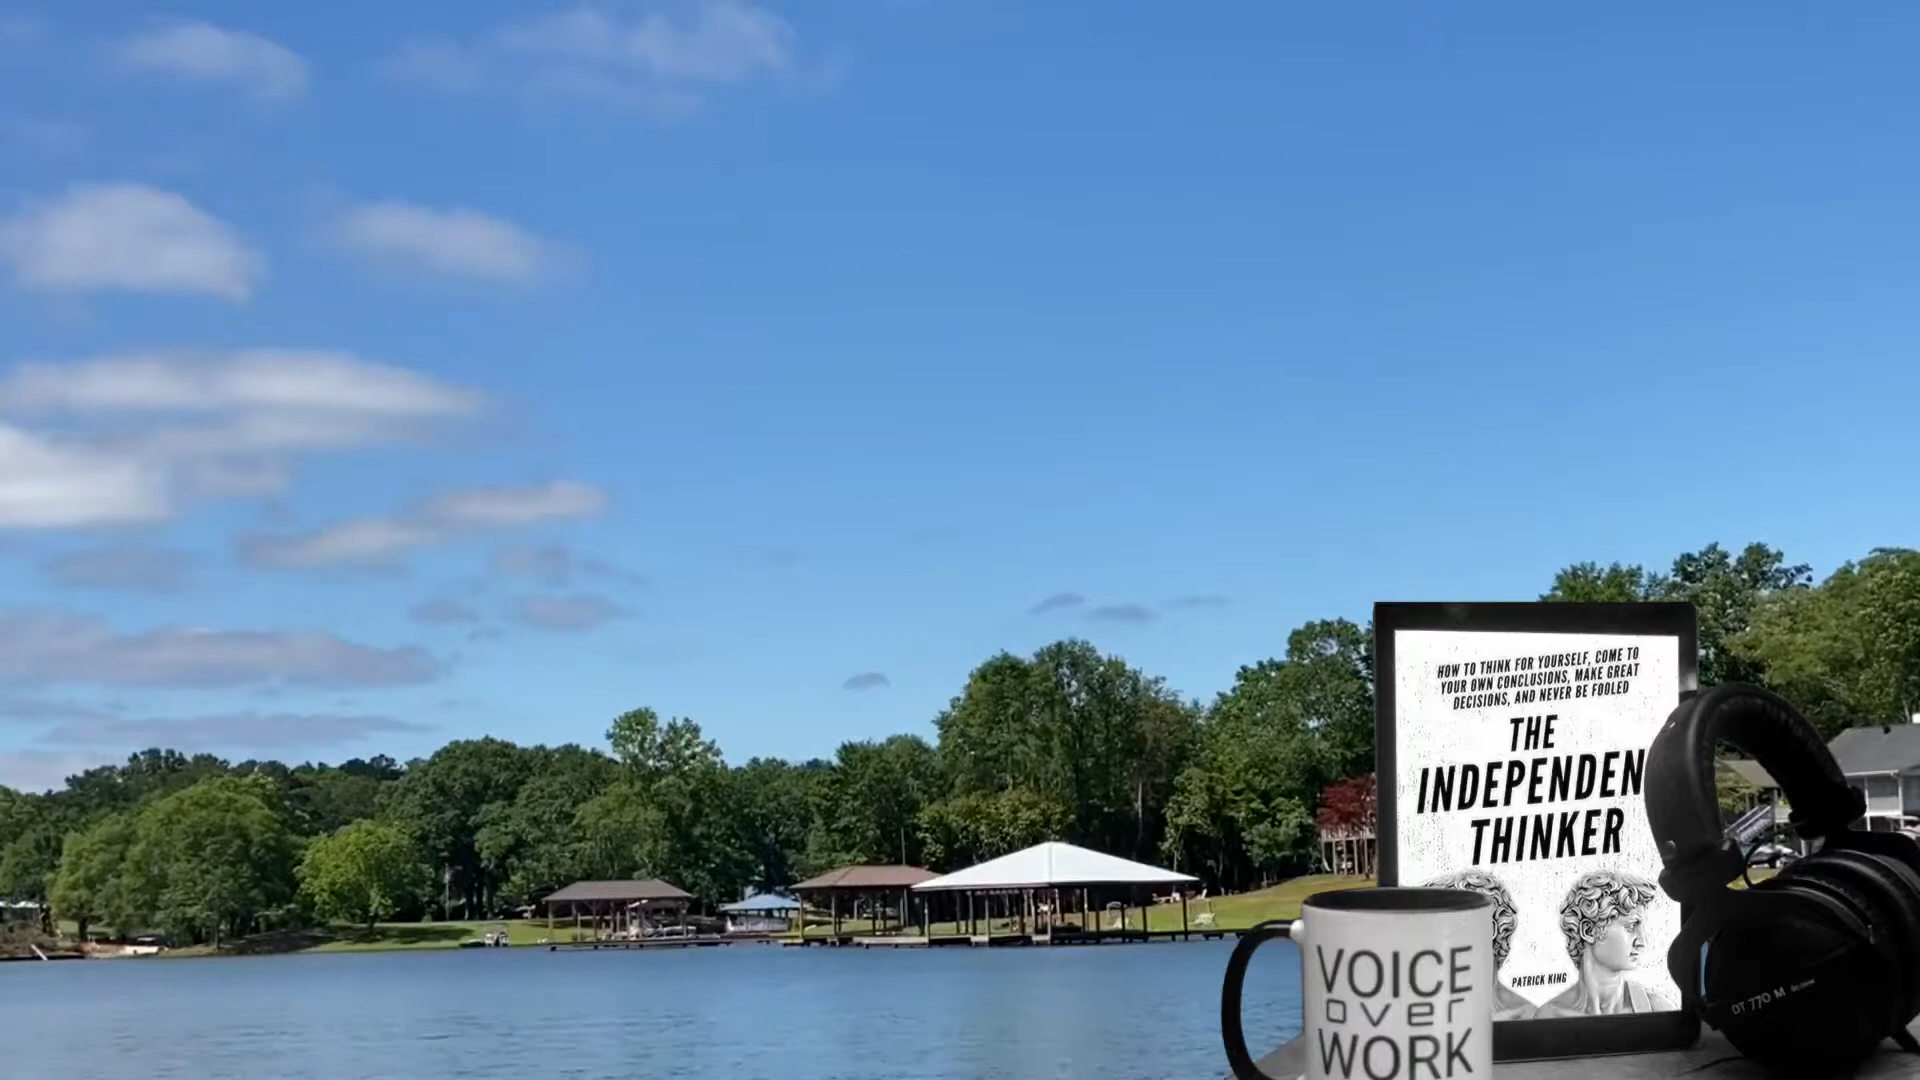 HOW TO THINK FOR YOURSELF, COME TO
YOUR OWN CONCLUSIONS, MAKE GREAT
DECISIONS, AND NEVER BE FOOLED
THE
INDEPENDEN
THINKER
PATRICK KING
VOICE
over
WORK
DT 770 M